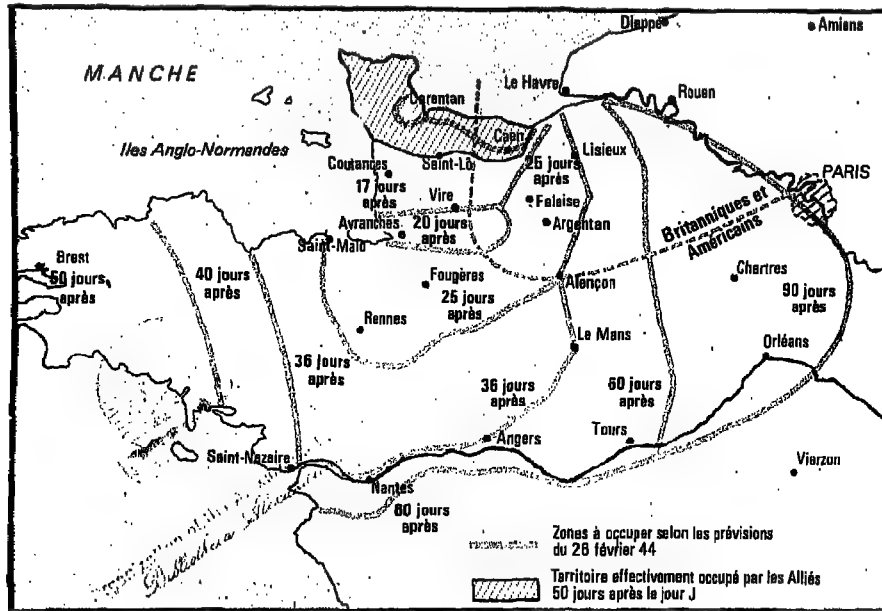 Dieppe
Amiens
MANCHE
Le Havre
Rouen
Carentan
Iles Anglo-Normandes
Caen
Coutances
Saint-Lô
25 jours
après
Lisieux
PARIS
17 jours
après
Vire
Falaise
Avranches
20 jours
après
Argentan
Britanniques et
Américains
Saint-Malo
Brest
50 jours
après
40 jours
après
Fougères
25 jours
après
Alençon
Chartres
90 jours
après
Rennes
Le Mans
Orléans
36 jours
après
36 jours
après
60 jours
après
Angers
Tours
Saint-Nazaire
Vierzon
Nantes
60 jours
après
Zones à occuper selon les prévisions
du 26 février 44
Territoire effectivement occupé par les Alliés
50 jours après le jour J